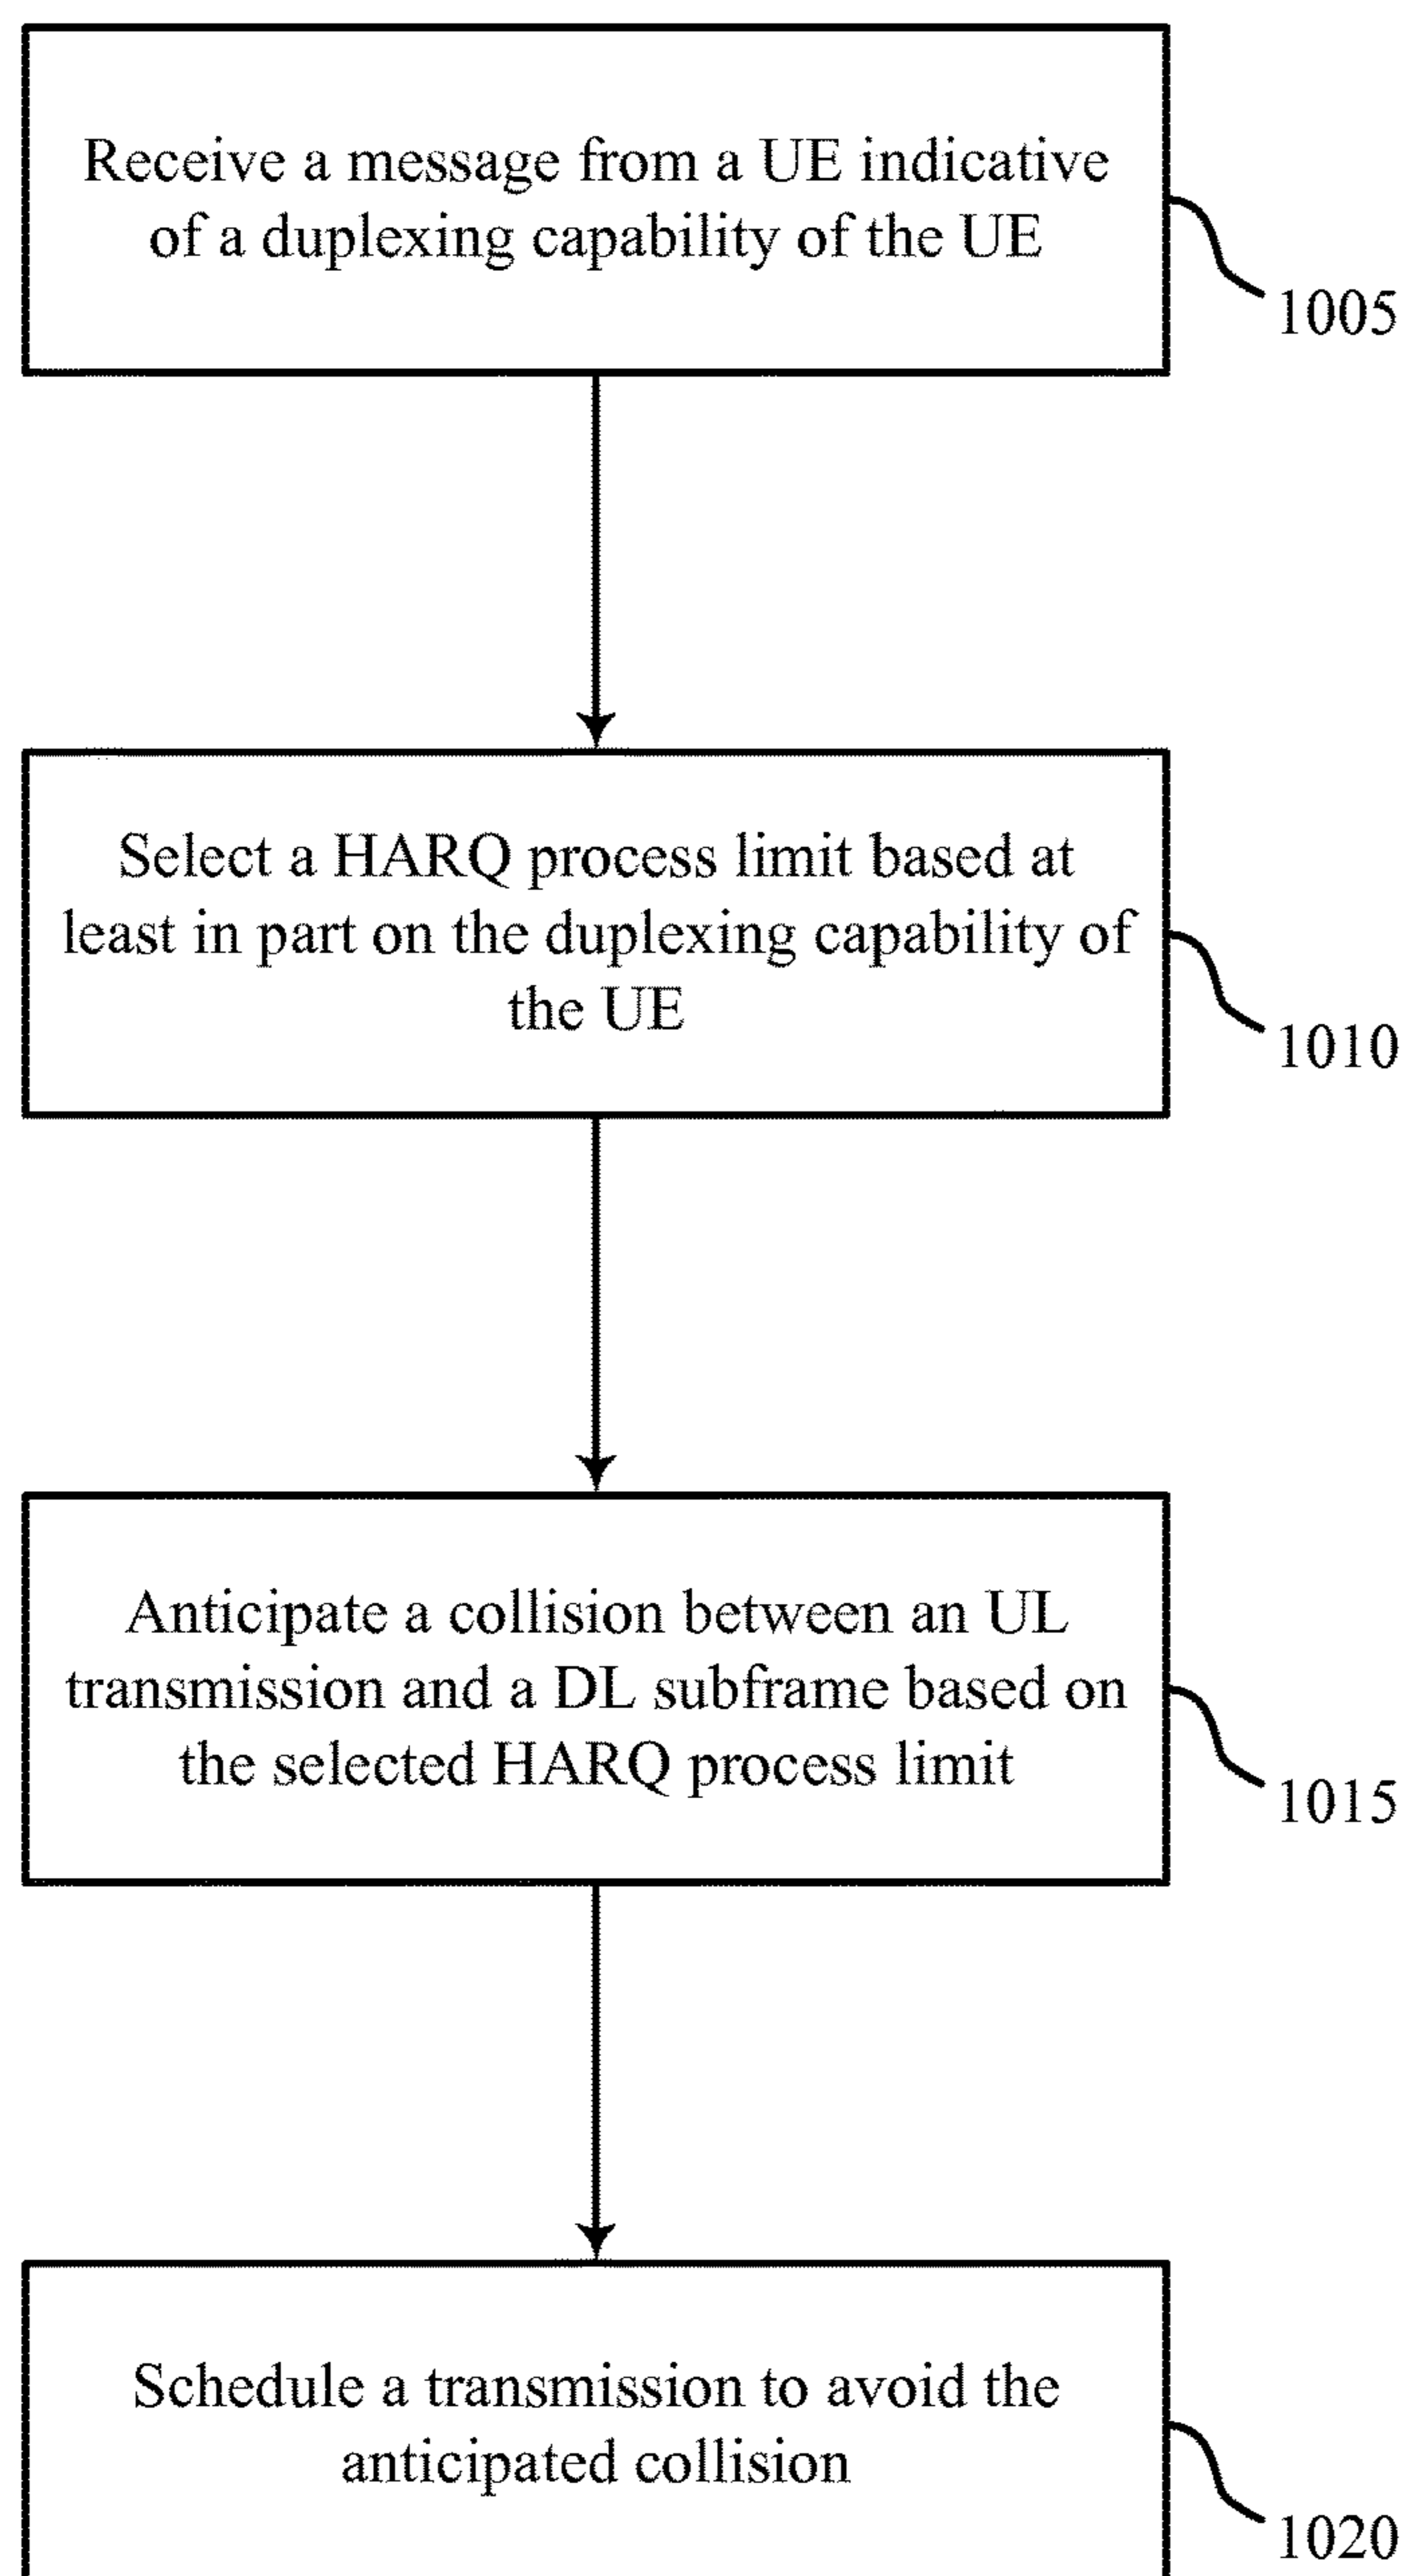 Receive a message from a UE indicative
of a duplexing capability of the UE
1005
Select a HARQ process limit based at
least in part on the duplexing capability of
the UE
1010
Anticipate a collision between an UL
transmission and a DL subframe based on
the selected HARQ process limit
1015
Schedule a transmission to avoid the
anticipated collision
1020